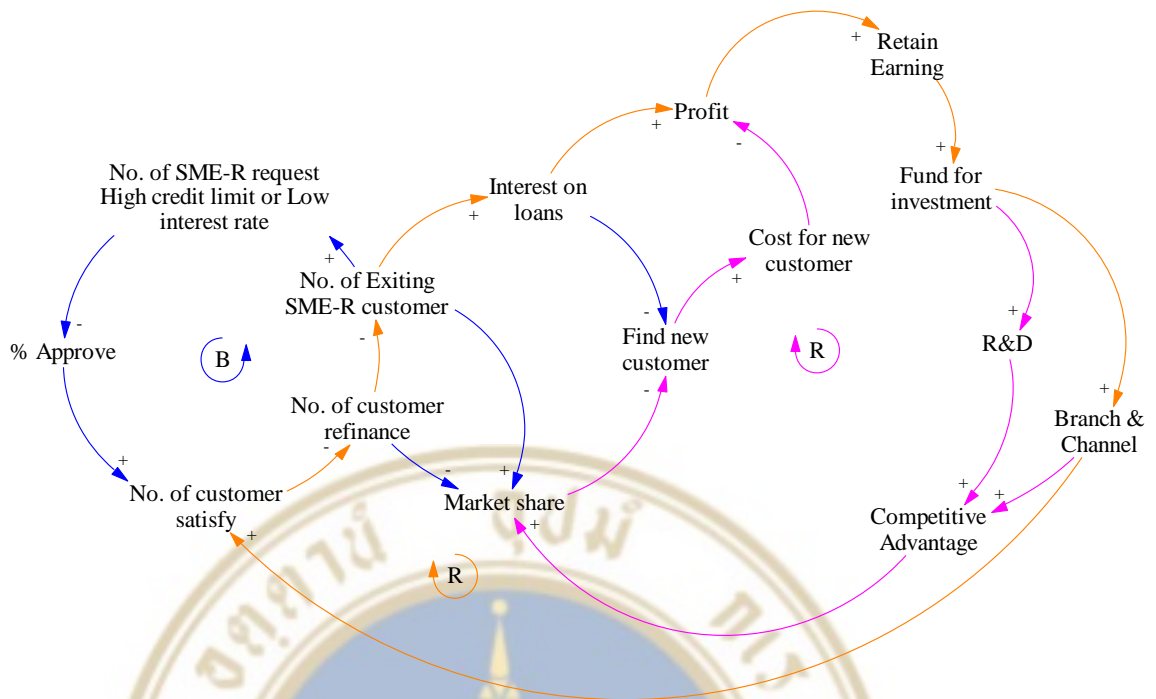 Retain
Earning
+
Profit
+
-
+
No. of SME-R request
High credit limit or Low
interest rate
Interest on
loans
+
Fund for
investment
Cost for new
customer
+
+
No. of Exiting
SME-R customer
-
% Approve
-
-
Find new
customer
-
+
R&D
B
R
No. of customer
refinance
-
+
Branch &
Channel
+
No. of customer
satisfy
+
-
+
Market share
+
+
+
Competitive
Advantage
R